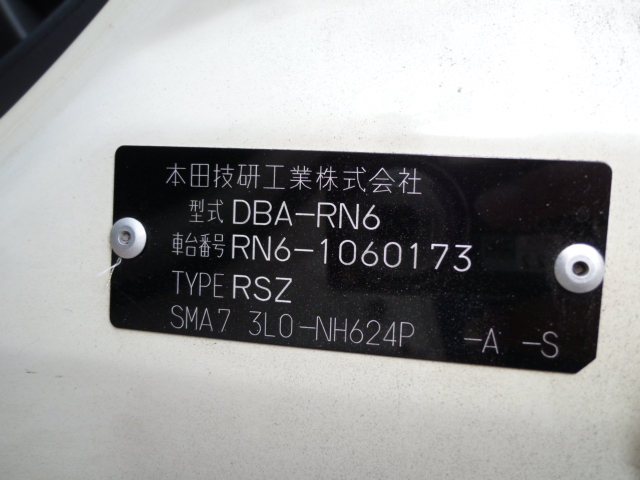 本田技研工業株式会社
型式 DBA-RN6
車台番号 RN6-1060173
TYPE RSZ
SMA7 3L0-NH624P -A -S